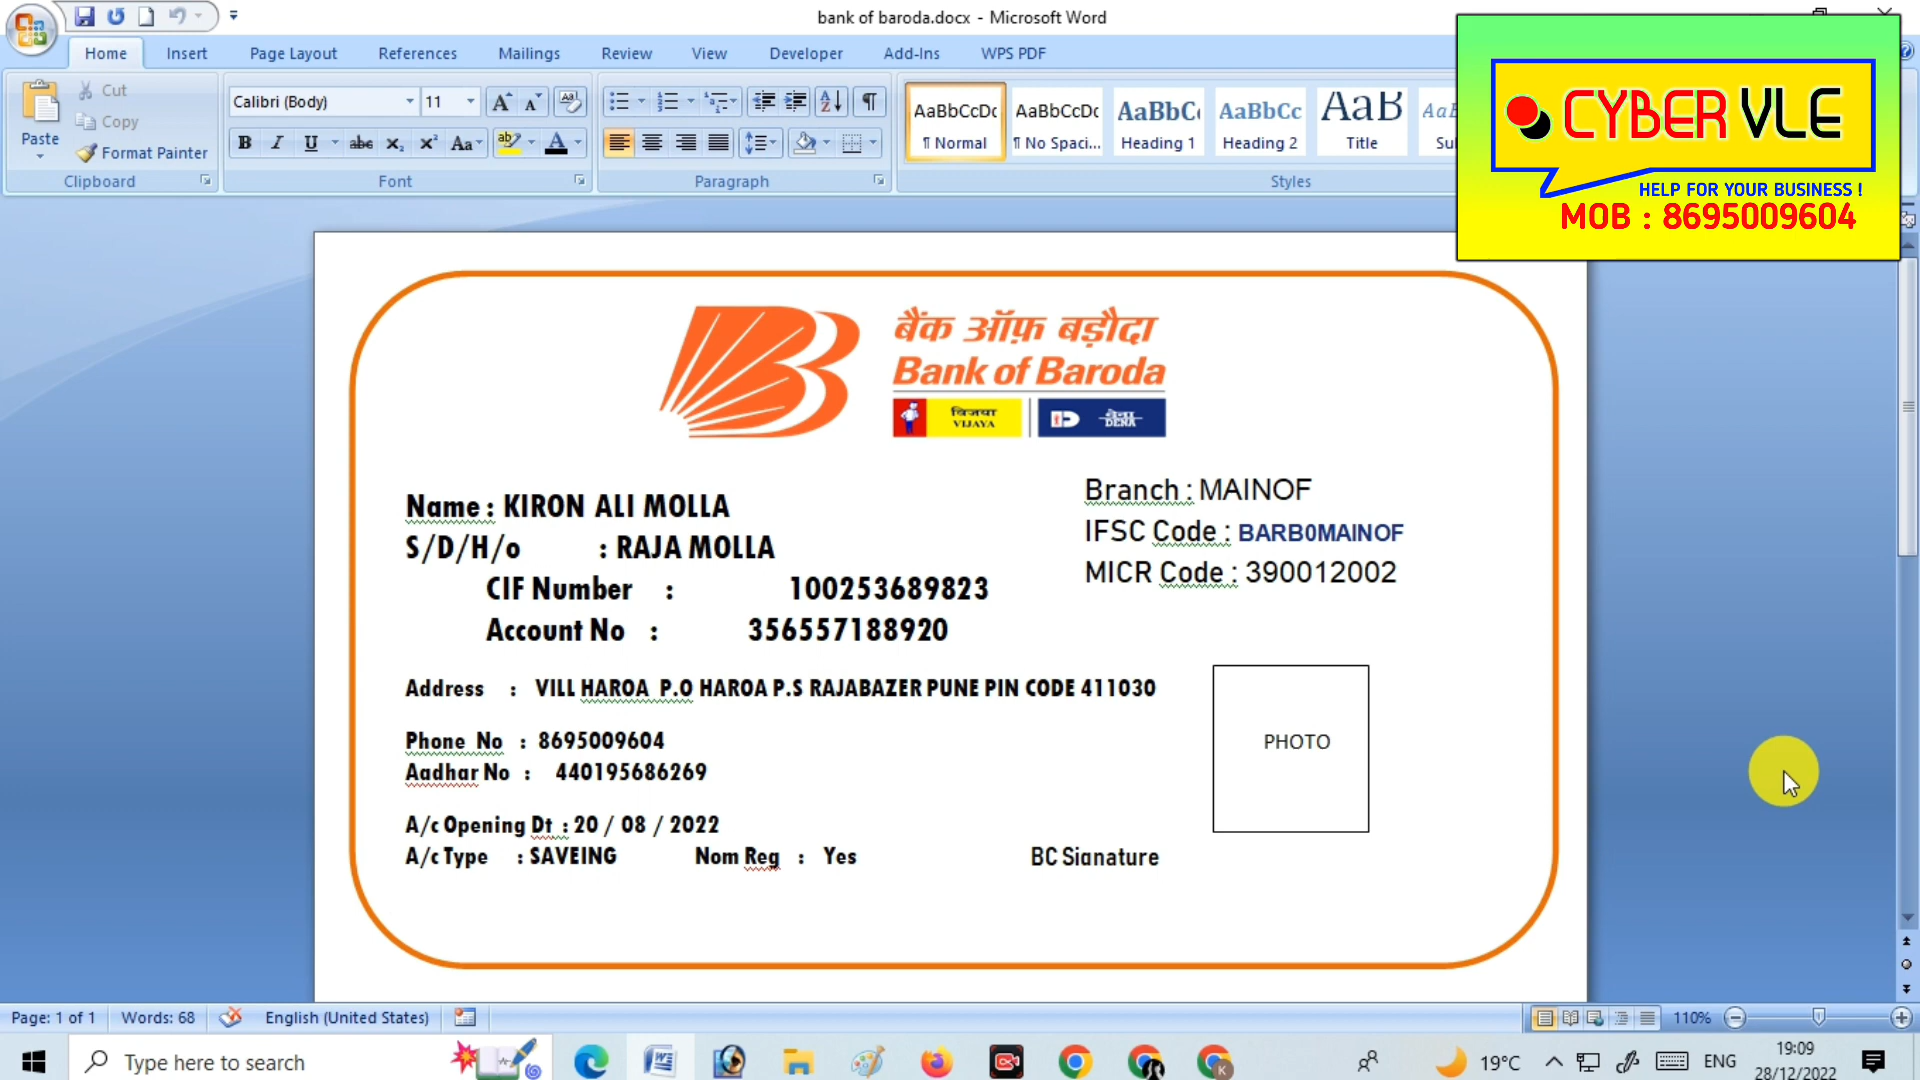 bank of baroda.docx - Microsoft Word
Home Insert Page Layout References Mailings Review View Developer Add-Ins WPS PDF
Paste
Cut
Copy
Format Painter
Clipboard
Calibri (Body) 11
Font
Paragraph
AaBbCcDc AaBbCcDc AaBbC AaBbCc AaB AaB
¶ Normal ¶ No Spaci... Heading 1 Heading 2 Title Sul
Styles
CYBER VLE
HELP FOR YOUR BUSINESS !
MOB : 8695009604
बैंक ऑफ़ बड़ौदा
Bank of Baroda
विजया
VIJAYA
देना
DENA
Name : KIRON ALI MOLLA
S/D/H/o : RAJA MOLLA
CIF Number : 100253689823
Account No : 356557188920
Branch : MAINOF
IFSC Code : BARB0MAINOF
MICR Code : 390012002
Address : VILL HAROA P.O HAROA P.S RAJABAZER PUNE PIN CODE 411030
Phone No : 8695009604
Aadhar No : 440195686269
PHOTO
A/c Opening Dt : 20 / 08 / 2022
A/c Type : SAVEING Nom Reg : Yes BC Signature
Page: 1 of 1 Words: 68 English (United States) 110%
Type here to search
19°C ENG
19:09
28/12/2022